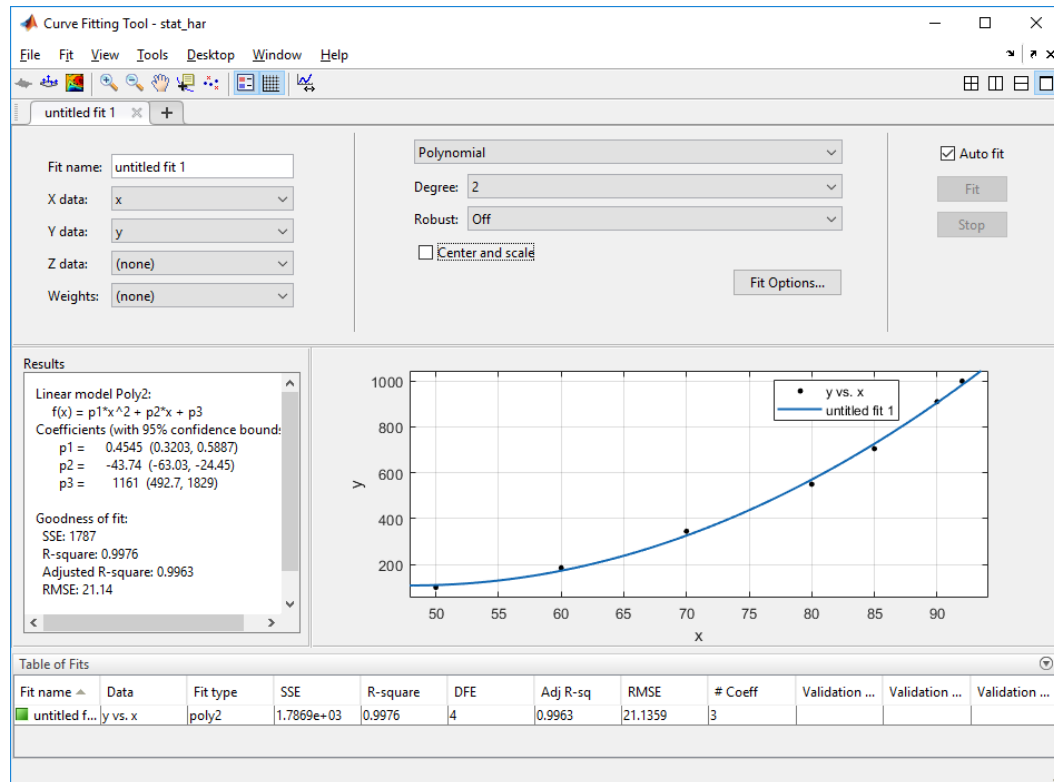 Curve Fitting Tool - stat_har
File Fit View Tools Desktop Window Help
untitled fit 1
Fit name: untitled fit 1
X data: x
Y data: y
Z data: (none)
Weights: (none)
Polynomial
Degree: 2
Robust: Off
Center and scale
Fit Options...
Auto fit
Fit
Stop
Results
Linear model Poly2:
f(x) = p1*x^2 + p2*x + p3
Coefficients (with 95% confidence bounds
p1 = 0.4545 (0.3203, 0.5887)
p2 = -43.74 (-63.03, -24.45)
p3 = 1161 (492.7, 1829)
Goodness of fit:
SSE: 1787
R-square: 0.9976
Adjusted R-square: 0.9963
RMSE: 21.14
1000
800
600
400
200
y
50 55 60 65 70 75 80 85 90
x
y vs. x
untitled fit 1
Table of Fits
Fit name Data Fit type SSE R-square DFE Adj R-sq RMSE # Coeff Validation ... Validation ... Validation ...
untitled f... y vs. x poly2 1.7869e+03 0.9976 4 0.9963 21.1359 3